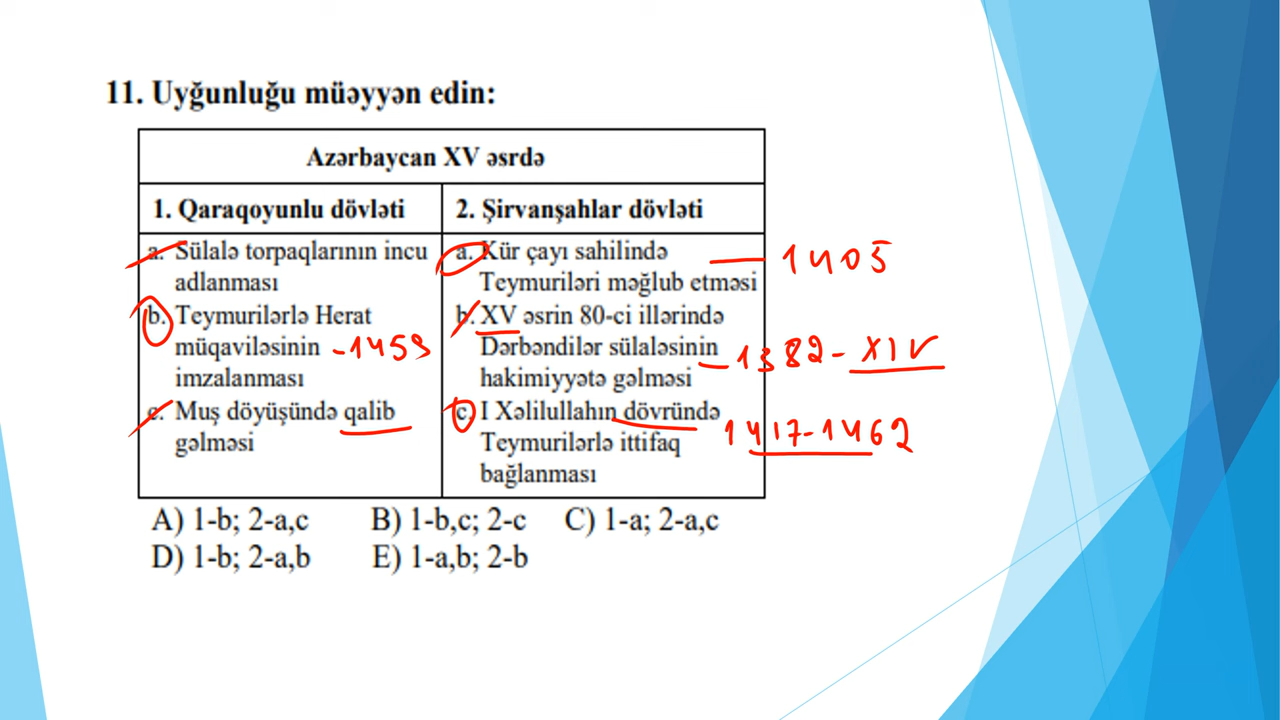 11. Uyğunluğu müəyyən edin:
Azərbaycan XV əsrdə
1. Qaraqoyunlu dövləti
2. Şirvanşahlar dövləti
a. Sülalə torpaqlarının incu
adlanması
b. Teymurilərlə Herat
müqaviləsinin - 1459
imzalanması
c. Muş döyüşündə qalib
gəlməsi
a. Kür çayı sahilində
Teymuriləri məğlub etməsi — 1405
b. XV əsrin 80-ci illərində
Dərbəndilər sülaləsinin
hakimiyyətə gəlməsi — 1382 - XIV
c. I Xəlilullahın dövründə
Teymurilərlə ittifaq 1417-1462
bağlanması
A) 1-b; 2-a,c B) 1-b,c; 2-c C) 1-a; 2-a,c
D) 1-b; 2-a,b E) 1-a,b; 2-b